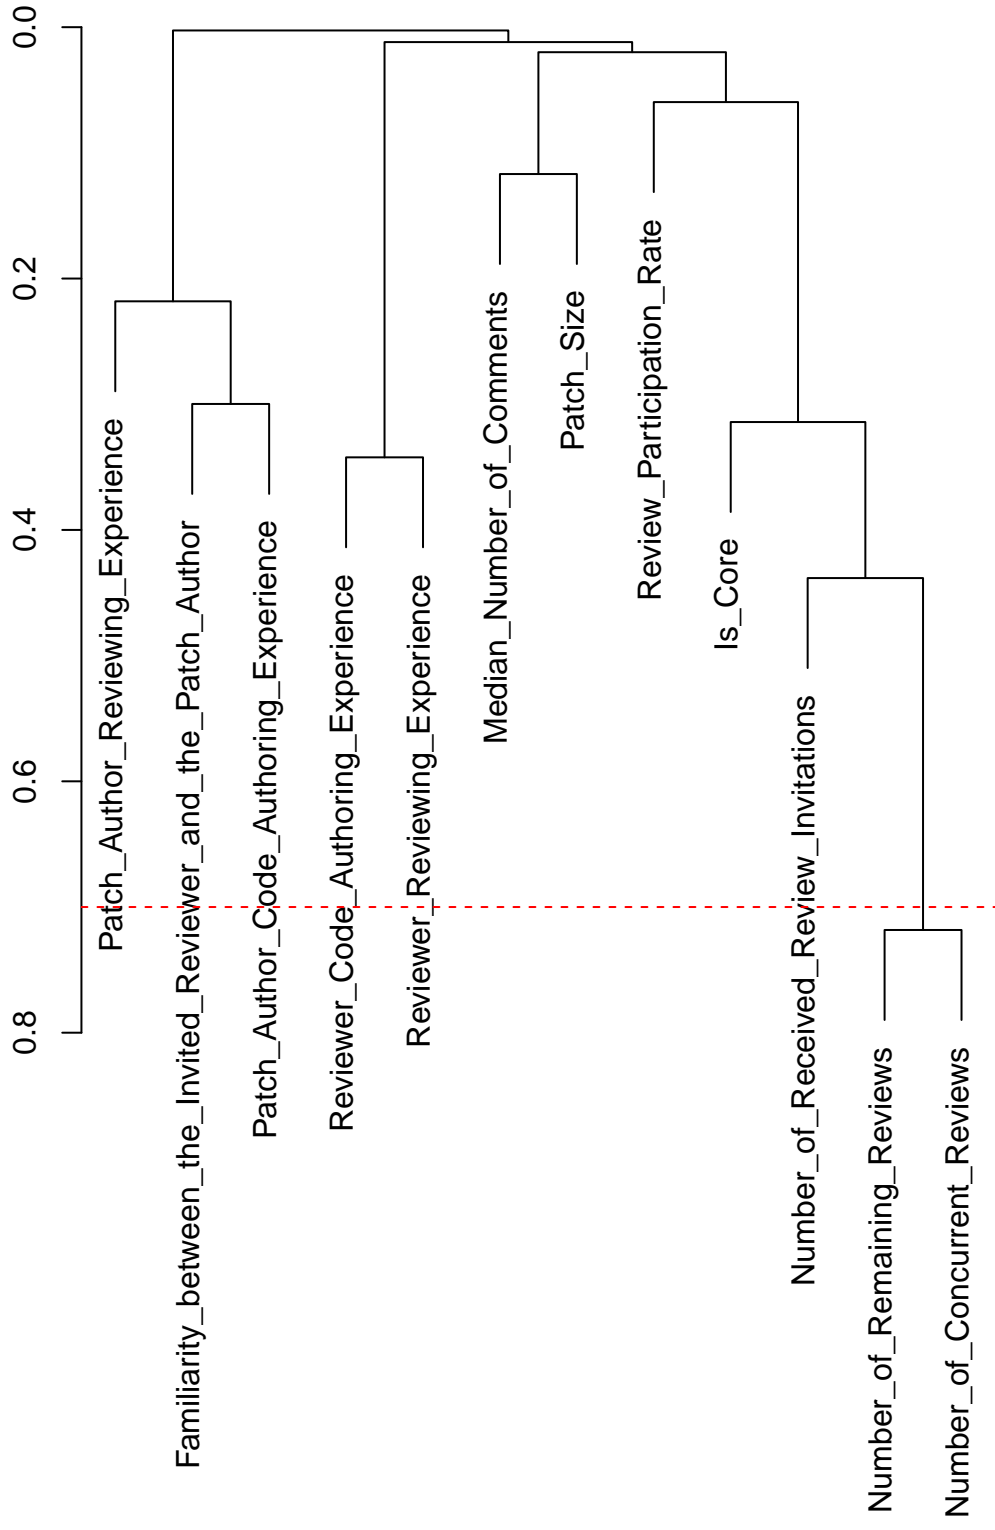 0.0
0.2
0.4
0.6
0.8
Patch_Author_Reviewing_Experience
Familiarity_between_the_Invited_Reviewer_and_the_Patch_Author
Patch_Author_Code_Authoring_Experience
Reviewer_Code_Authoring_Experience
Reviewer_Reviewing_Experience
Median_Number_of_Comments
Patch_Size
Review_Participation_Rate
Is_Core
Number_of_Received_Review_Invitations
Number_of_Remaining_Reviews
Number_of_Concurrent_Reviews